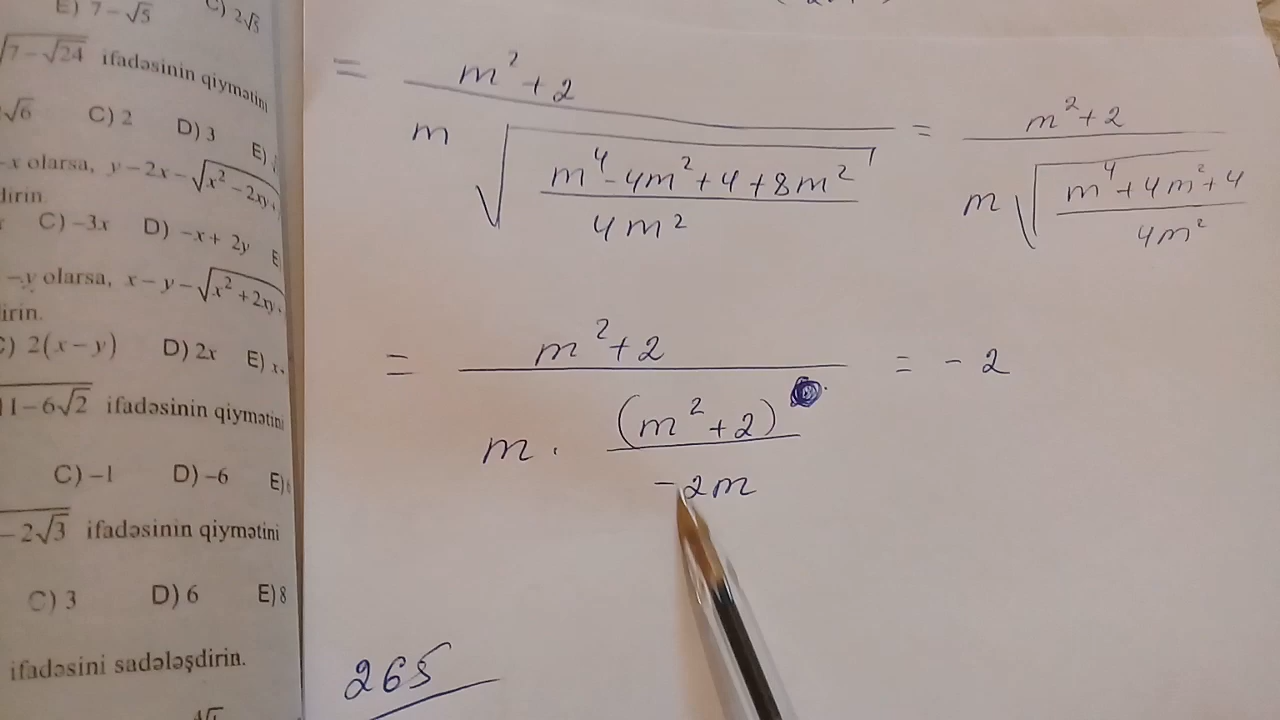 E) 7 − √5 C) 2√5
√7 − √24 ifadəsinin qiymətini
√6 C) 2 D) 3 E)
−x olarsa, y − 2x − √x² − 2xy
dirin.
C) −3x D) −x + 2y E
−y olarsa, x − y − √x² + 2xy
irin.
C) 2(x − y) D) 2x E) x
1 − 6√2 ifadəsinin qiymətini
C) −1 D) −6 E)
− 2√3 ifadəsinin qiymətini
C) 3 D) 6 E) 8
ifadəsini sadələşdirin.
= (m² + 2) / (m √((m⁴ − 4m² + 4 + 8m²) / 4m²)) = (m² + 2) / (m √((m⁴ + 4m² + 4) / 4m²))
= (m² + 2) / (m · (m² + 2) / −2m) = −2
265